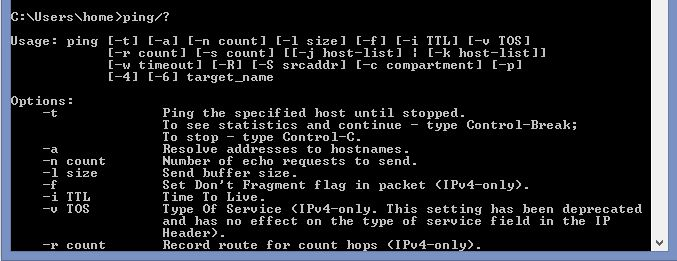 C:\Users\home>ping/?
Usage: ping [-t] [-a] [-n count] [-l size] [-f] [-i TTL] [-v TOS]
[-r count] [-s count] [[-j host-list] | [-k host-list]]
[-w timeout] [-R] [-S srcaddr] [-c compartment] [-p]
[-4] [-6] target_name
Options:
-t Ping the specified host until stopped.
To see statistics and continue - type Control-Break;
To stop - type Control-C.
-a Resolve addresses to hostnames.
-n count Number of echo requests to send.
-l size Send buffer size.
-f Set Don't Fragment flag in packet (IPv4-only).
-i TTL Time To Live.
-v TOS Type Of Service (IPv4-only. This setting has been deprecated
and has no effect on the type of service field in the IP
Header).
-r count Record route for count hops (IPv4-only).